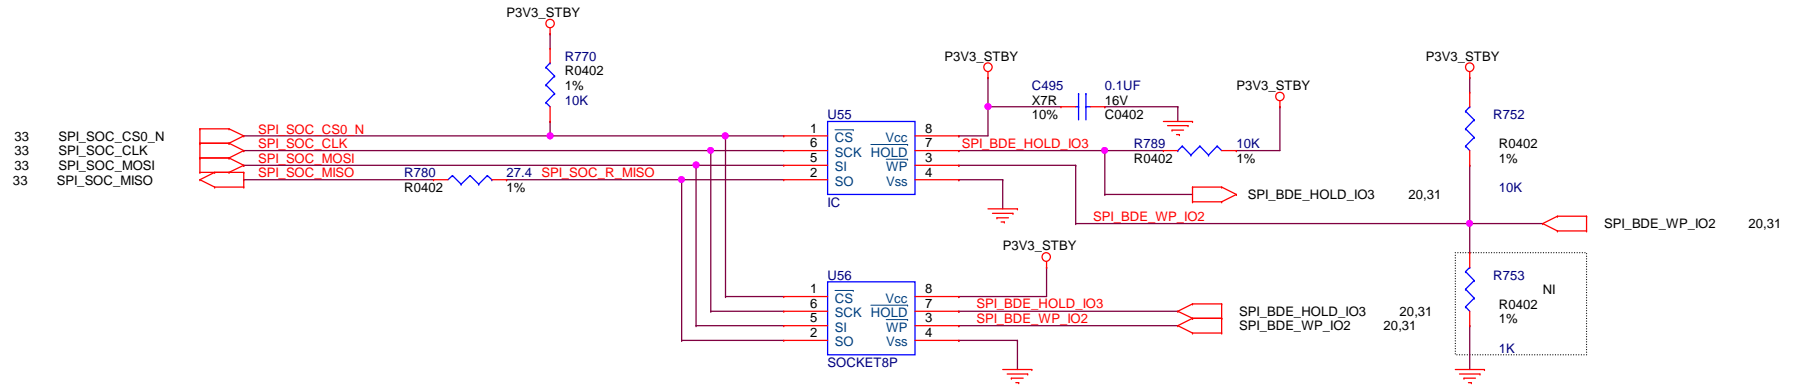 P3V3_STBY
R770
R0402
1%
10K
P3V3_STBY
C495
X7R
10%
0.1UF
16V
C0402
P3V3_STBY
P3V3_STBY
R752
R0402
1%
10K
33 SPI_SOC_CS0_N SPI_SOC_CS0_N
33 SPI_SOC_CLK SPI_SOC_CLK
33 SPI_SOC_MOSI SPI_SOC_MOSI
33 SPI_SOC_MISO SPI_SOC_MISO
R780
R0402
27.4
1%
SPI_SOC_R_MISO
U55
1 CS Vcc 8
6 SCK HOLD 7
5 SI WP 3
2 SO Vss 4
IC
SPI_BDE_HOLD_IO3
R789
R0402
10K
1%
SPI_BDE_HOLD_IO3 20,31
SPI_BDE_WP_IO2
SPI_BDE_WP_IO2 20,31
P3V3_STBY
U56
1 CS Vcc 8
6 SCK HOLD 7
5 SI WP 3
2 SO Vss 4
SOCKET8P
SPI_BDE_HOLD_IO3
SPI_BDE_WP_IO2
SPI_BDE_HOLD_IO3 20,31
SPI_BDE_WP_IO2 20,31
R753
NI
R0402
1%
1K